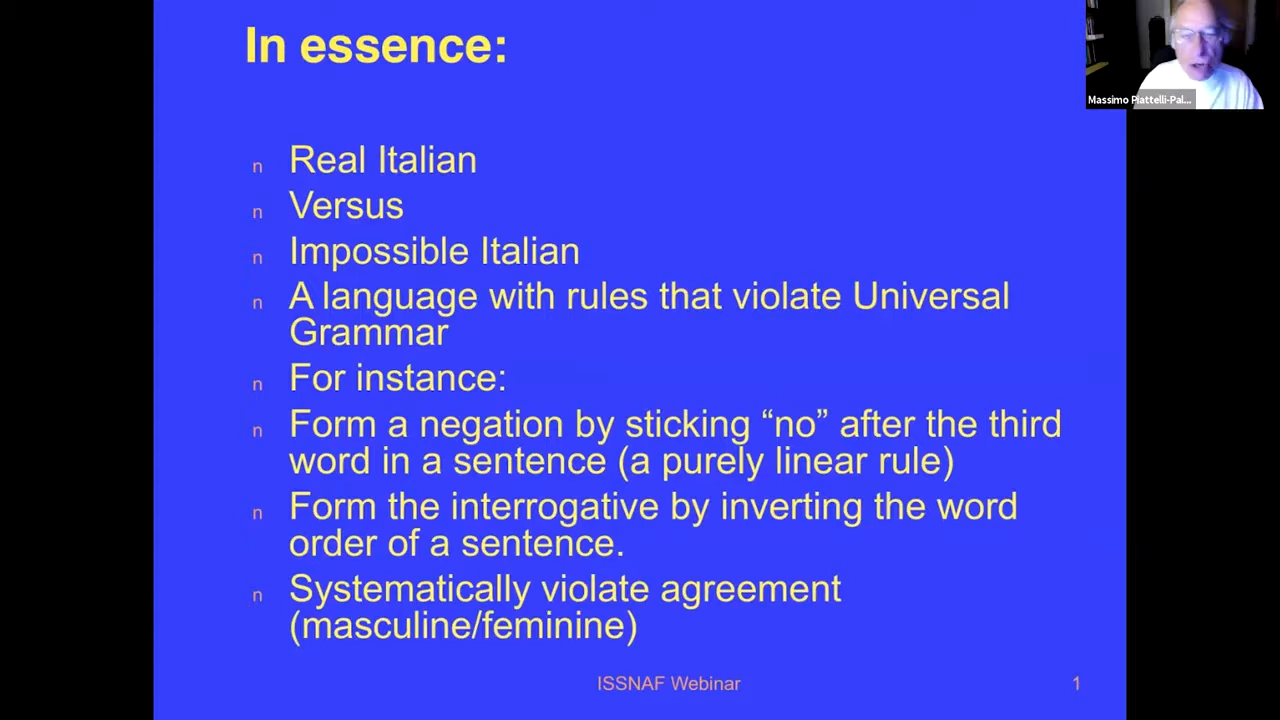 In essence:
Massimo Piattelli-Pal...
n Real Italian
n Versus
n Impossible Italian
n A language with rules that violate Universal
Grammar
n For instance:
n Form a negation by sticking “no” after the third
word in a sentence (a purely linear rule)
n Form the interrogative by inverting the word
order of a sentence.
n Systematically violate agreement
(masculine/feminine)
ISSNAF Webinar
1